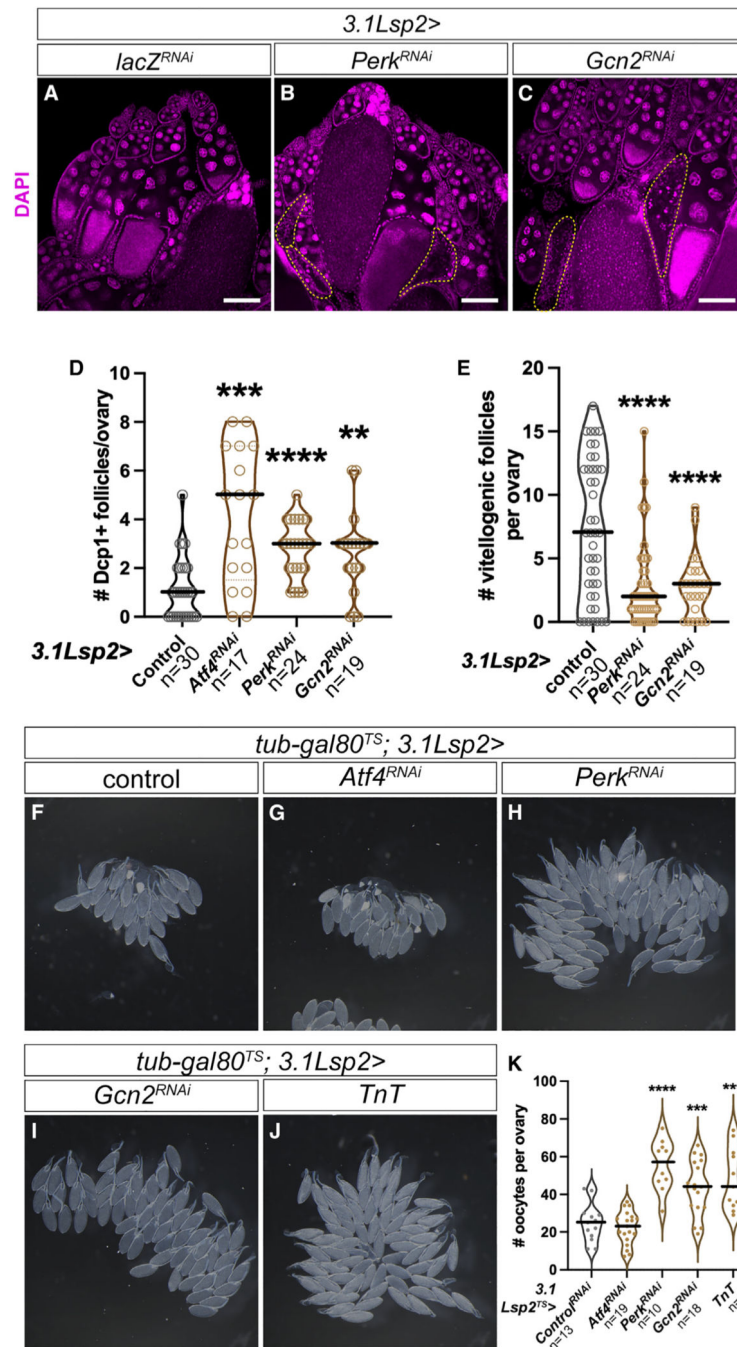 3.1Lsp2>
lacZRNAi PerkRNAi Gcn2RNAi
A B C
DAPI
D
# Dcp1+ follicles/ovary
10
8
6
4
2
0
*** **** **
3.1Lsp2>
Control n=30
Atf4RNAi n=17
PerkRNAi n=24
Gcn2RNAi n=19
E
# vitellogenic follicles
per ovary
20
15
10
5
0
**** ****
3.1Lsp2>
control n=30
PerkRNAi n=24
Gcn2RNAi n=19
tub-gal80TS; 3.1Lsp2>
control Atf4RNAi PerkRNAi
F G H
tub-gal80TS; 3.1Lsp2>
Gcn2RNAi TnT
I J
K
# oocytes per ovary
100
80
60
40
20
0
**** *** **
3.1
Lsp2TS>
ControlRNAi n=13
Atf4RNAi n=19
PerkRNAi n=10
Gcn2RNAi n=18
TnT n=